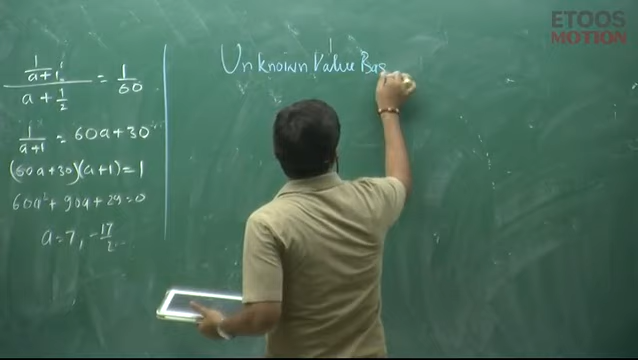 ETOOS
MOTION
1/(a+1) / (a + 1/2) = 1/60
1/(a+1) = 60a+30
(60a+30)(a+1) = 1
60a² + 90a + 29 = 0
a = 7, -17/2
Unknown Value Bas